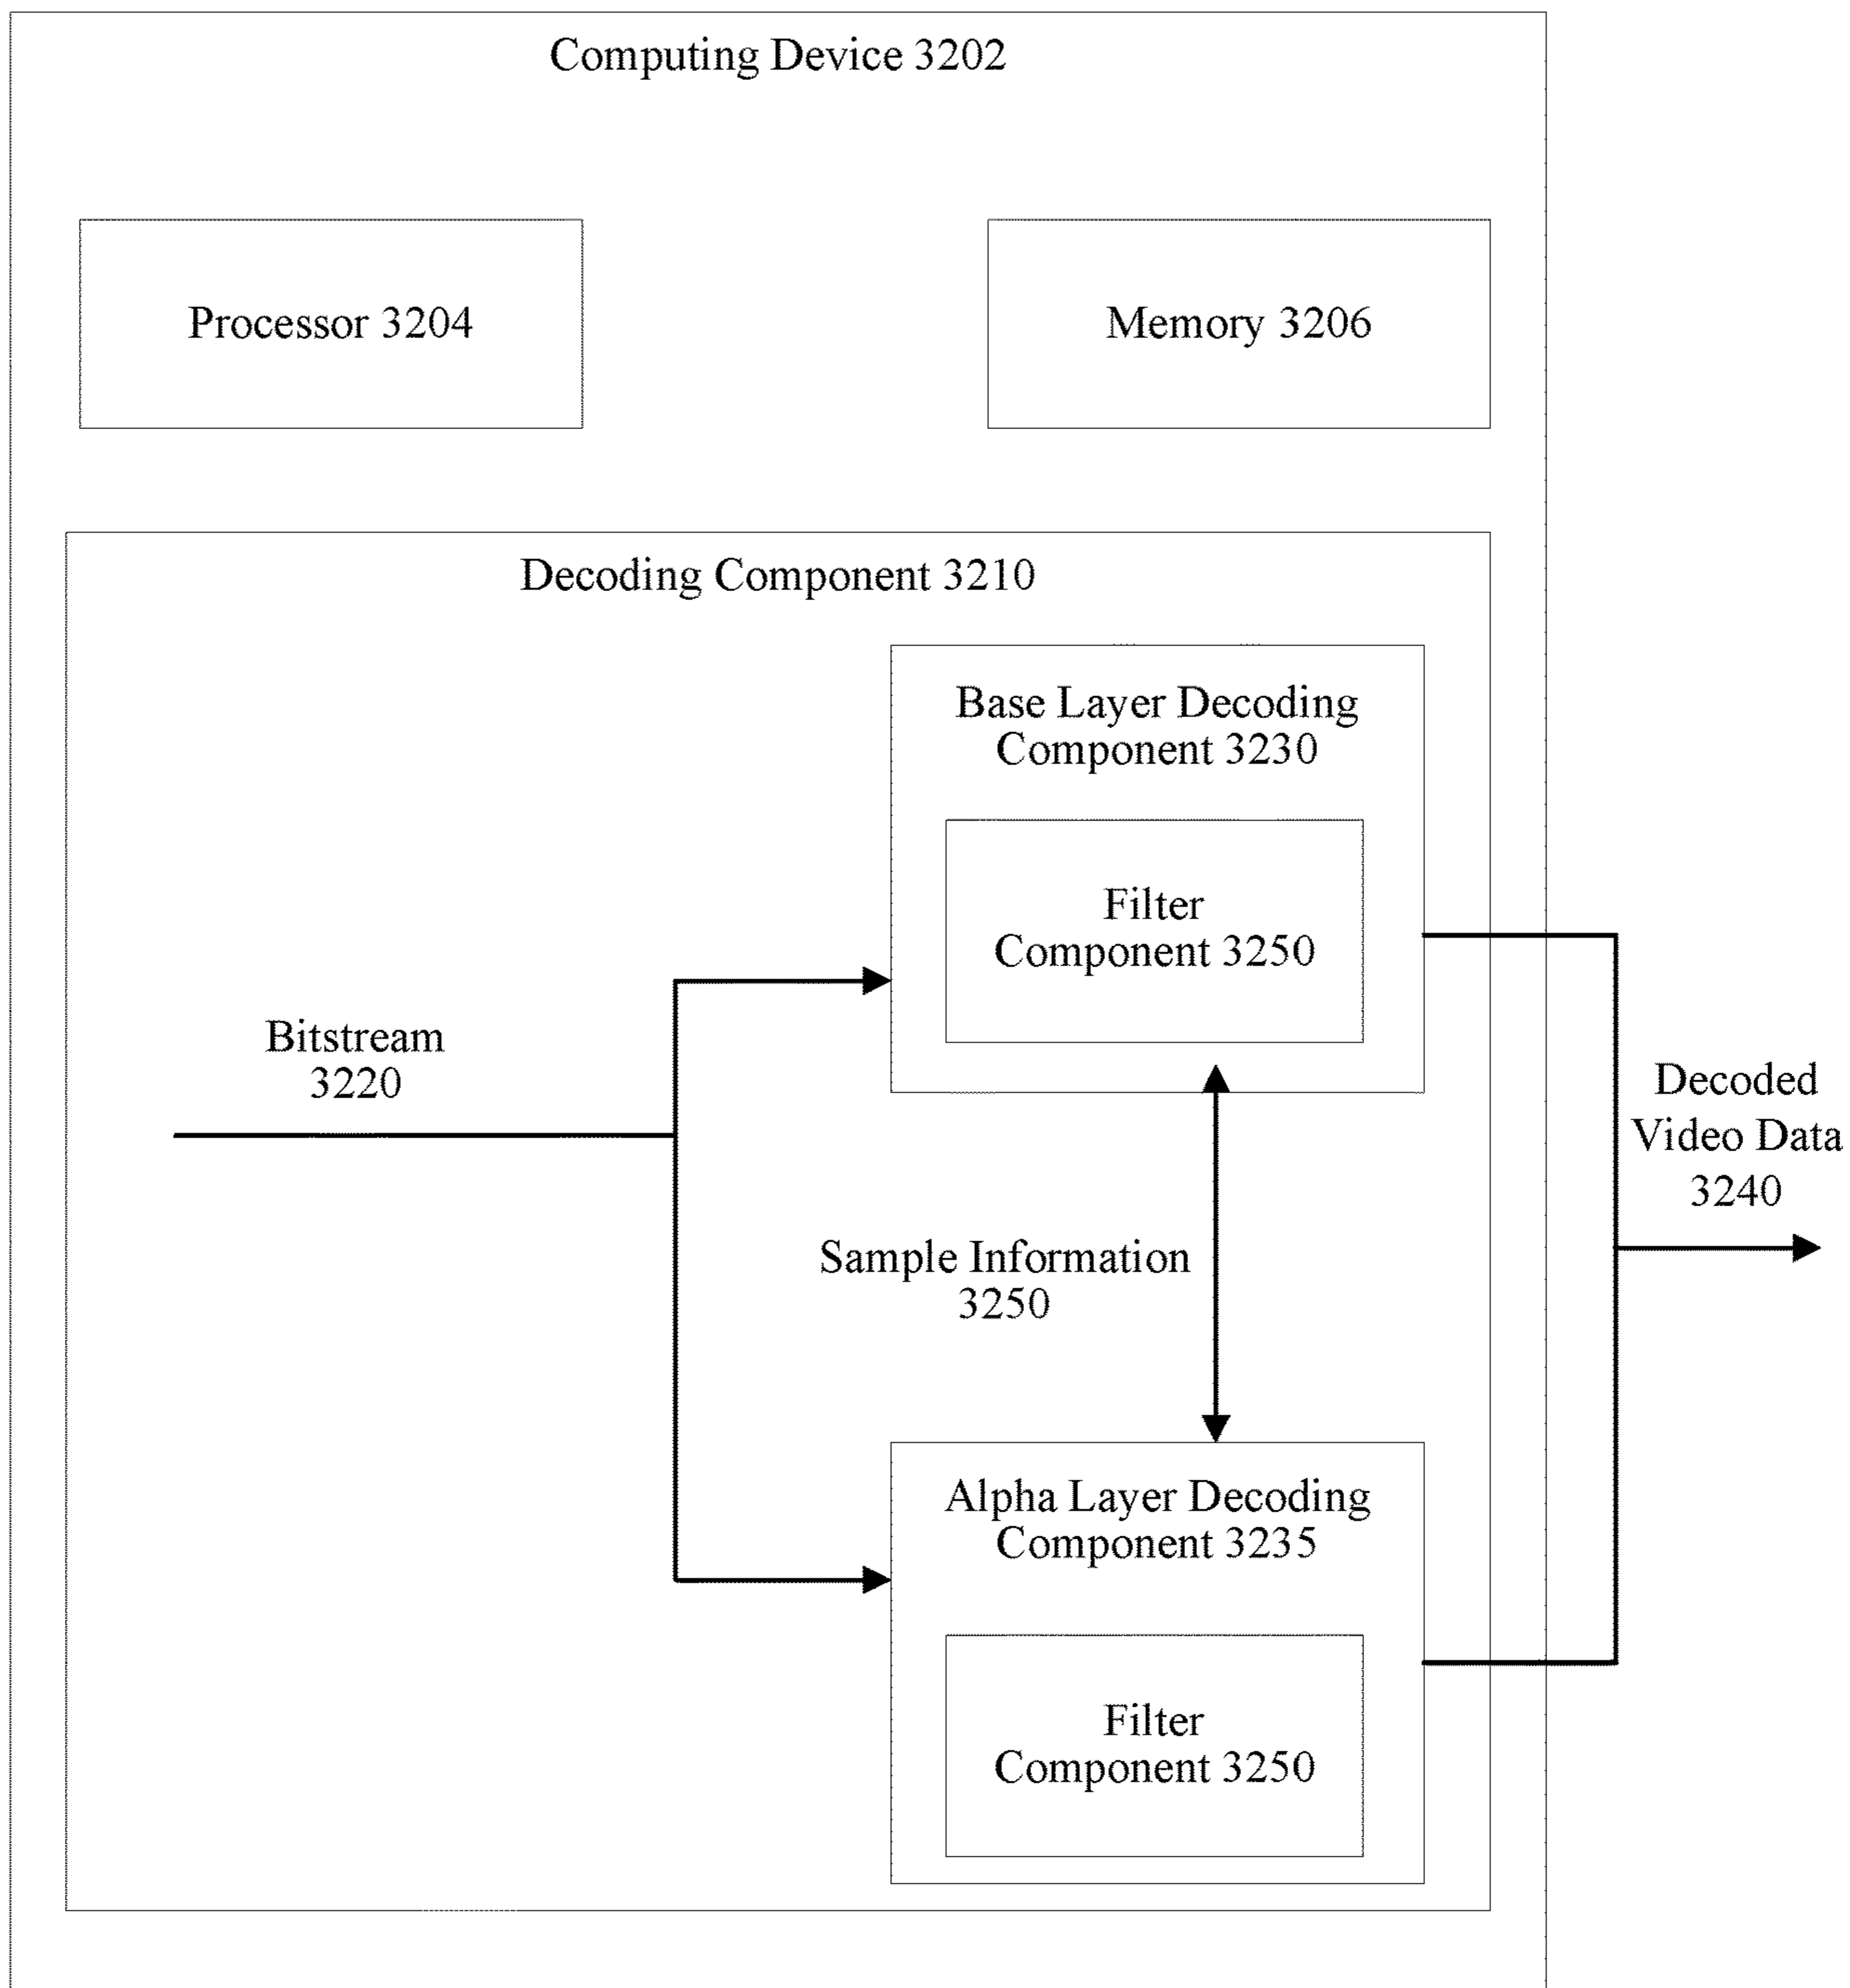 Computing Device 3202
Processor 3204
Memory 3206
Decoding Component 3210
Base Layer Decoding
Component 3230
Filter
Component 3250
Bitstream
3220
Decoded
Video Data
3240
Sample Information
3250
Alpha Layer Decoding
Component 3235
Filter
Component 3250